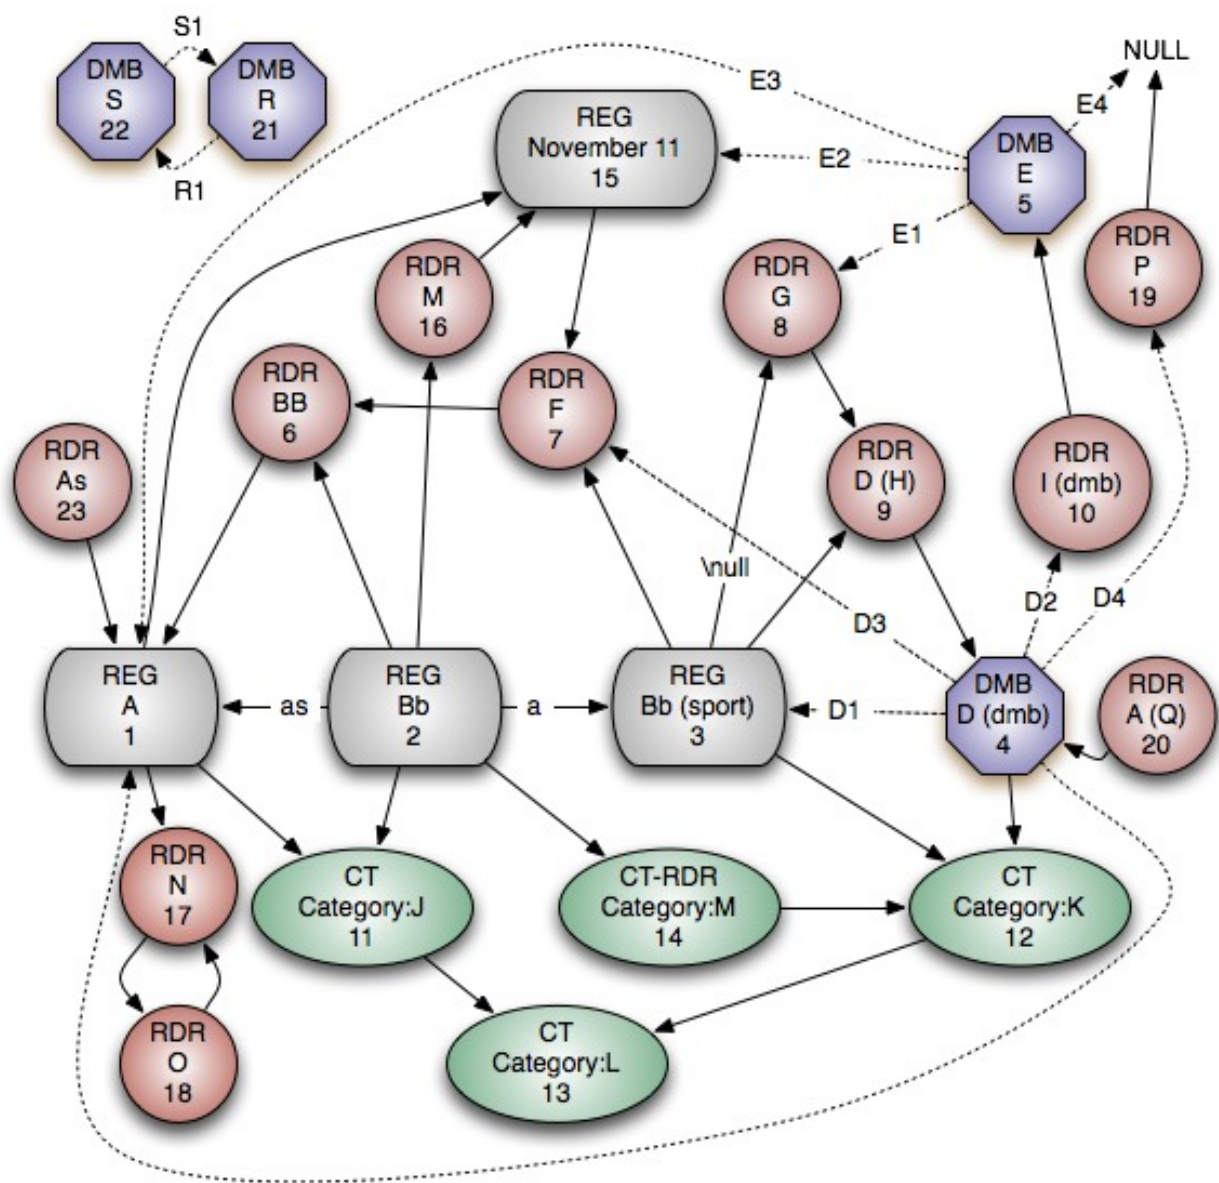 S1
DMB
S
22
DMB
R
21
R1
E3
NULL
E4
REG
November 11
15
E2
DMB
E
5
E1
RDR
P
19
RDR
M
16
RDR
G
8
RDR
BB
6
RDR
F
7
RDR
As
23
RDR
D (H)
9
RDR
I (dmb)
10
\null
D3
D2
D4
REG
A
1
as
REG
Bb
2
a
REG
Bb (sport)
3
D1
DMB
D (dmb)
4
RDR
A (Q)
20
RDR
N
17
CT
Category:J
11
CT-RDR
Category:M
14
CT
Category:K
12
RDR
O
18
CT
Category:L
13